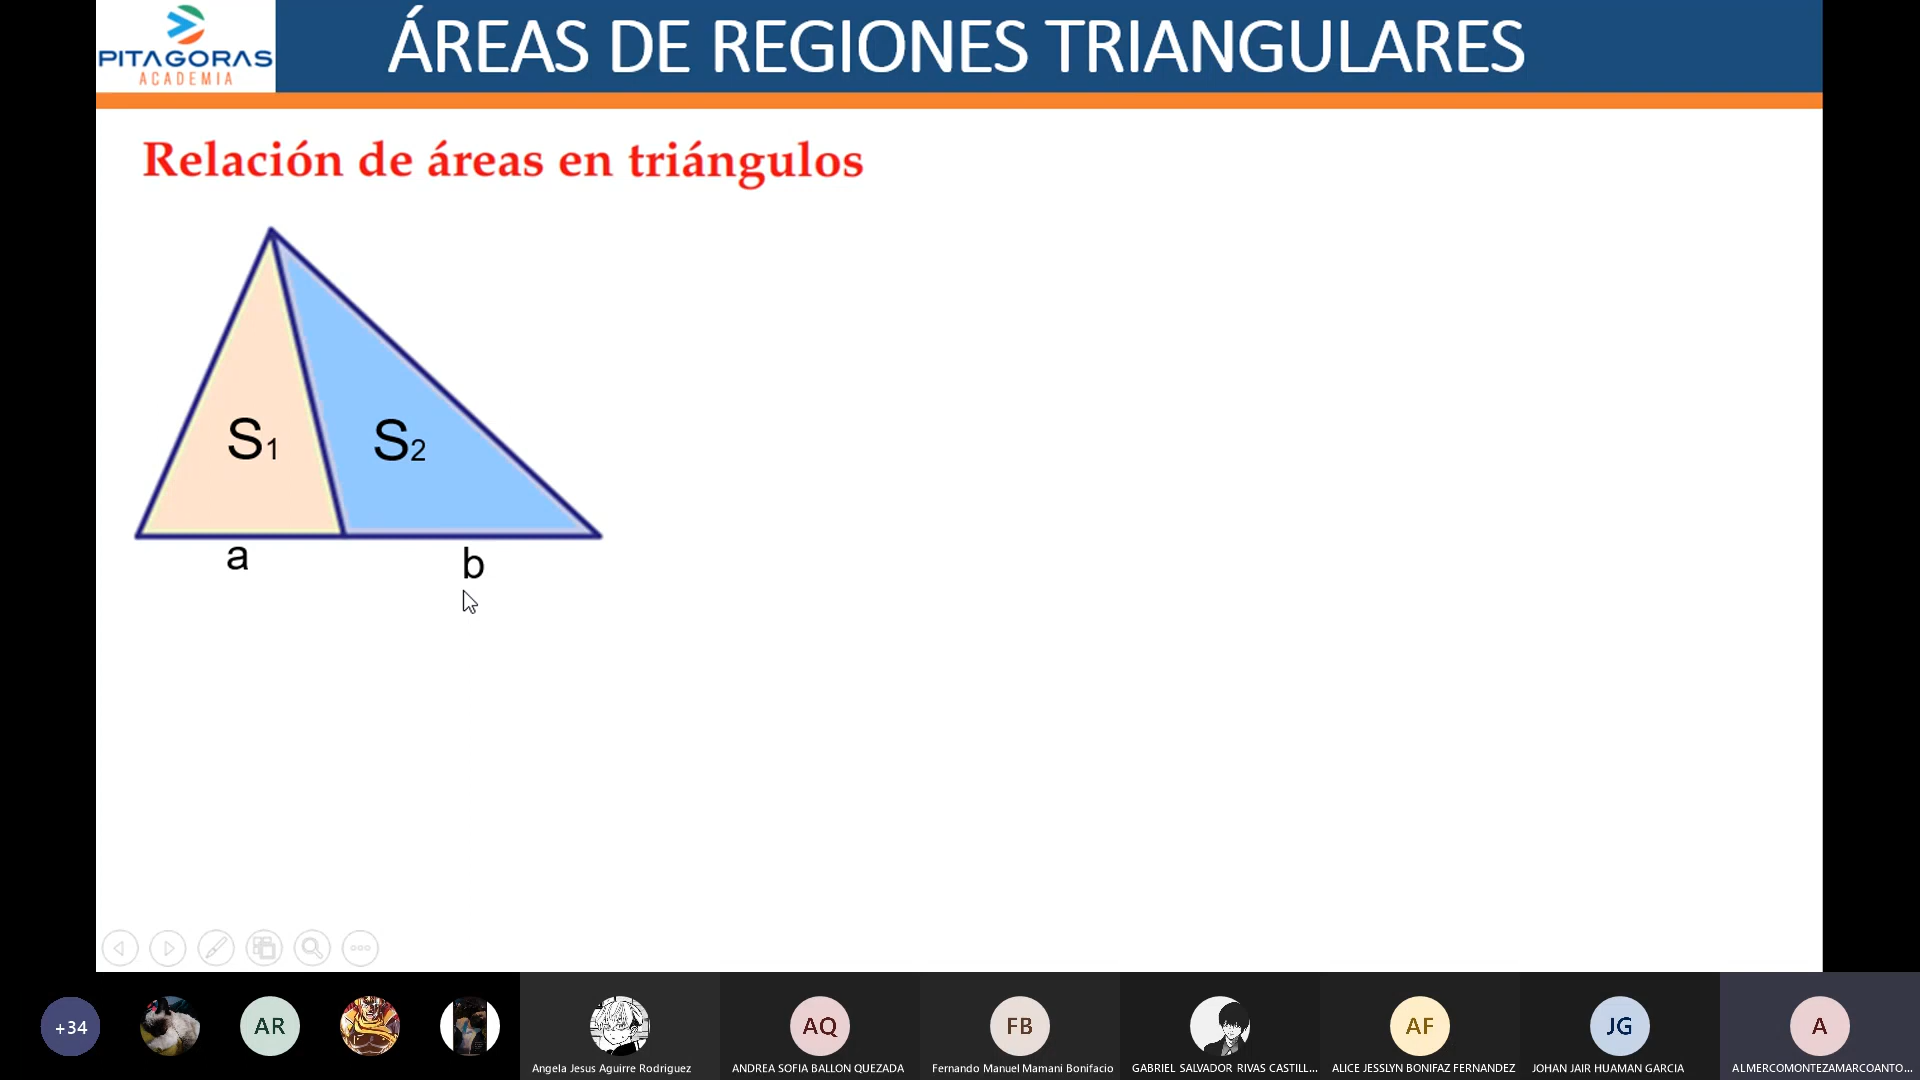 PITAGORAS
ACADEMIA
ÁREAS DE REGIONES TRIANGULARES
Relación de áreas en triángulos
S1
S2
a
b
+34
AR
AQ
FB
AF
JG
A
Angela Jesus Aguirre Rodriguez
ANDREA SOFIA BALLON QUEZADA
Fernando Manuel Mamani Bonifacio
GABRIEL SALVADOR RIVAS CASTILL...
ALICE JESSLYN BONIFAZ FERNANDEZ
JOHAN JAIR HUAMAN GARCIA
ALMERCOMONTEZAMARCOANTO...